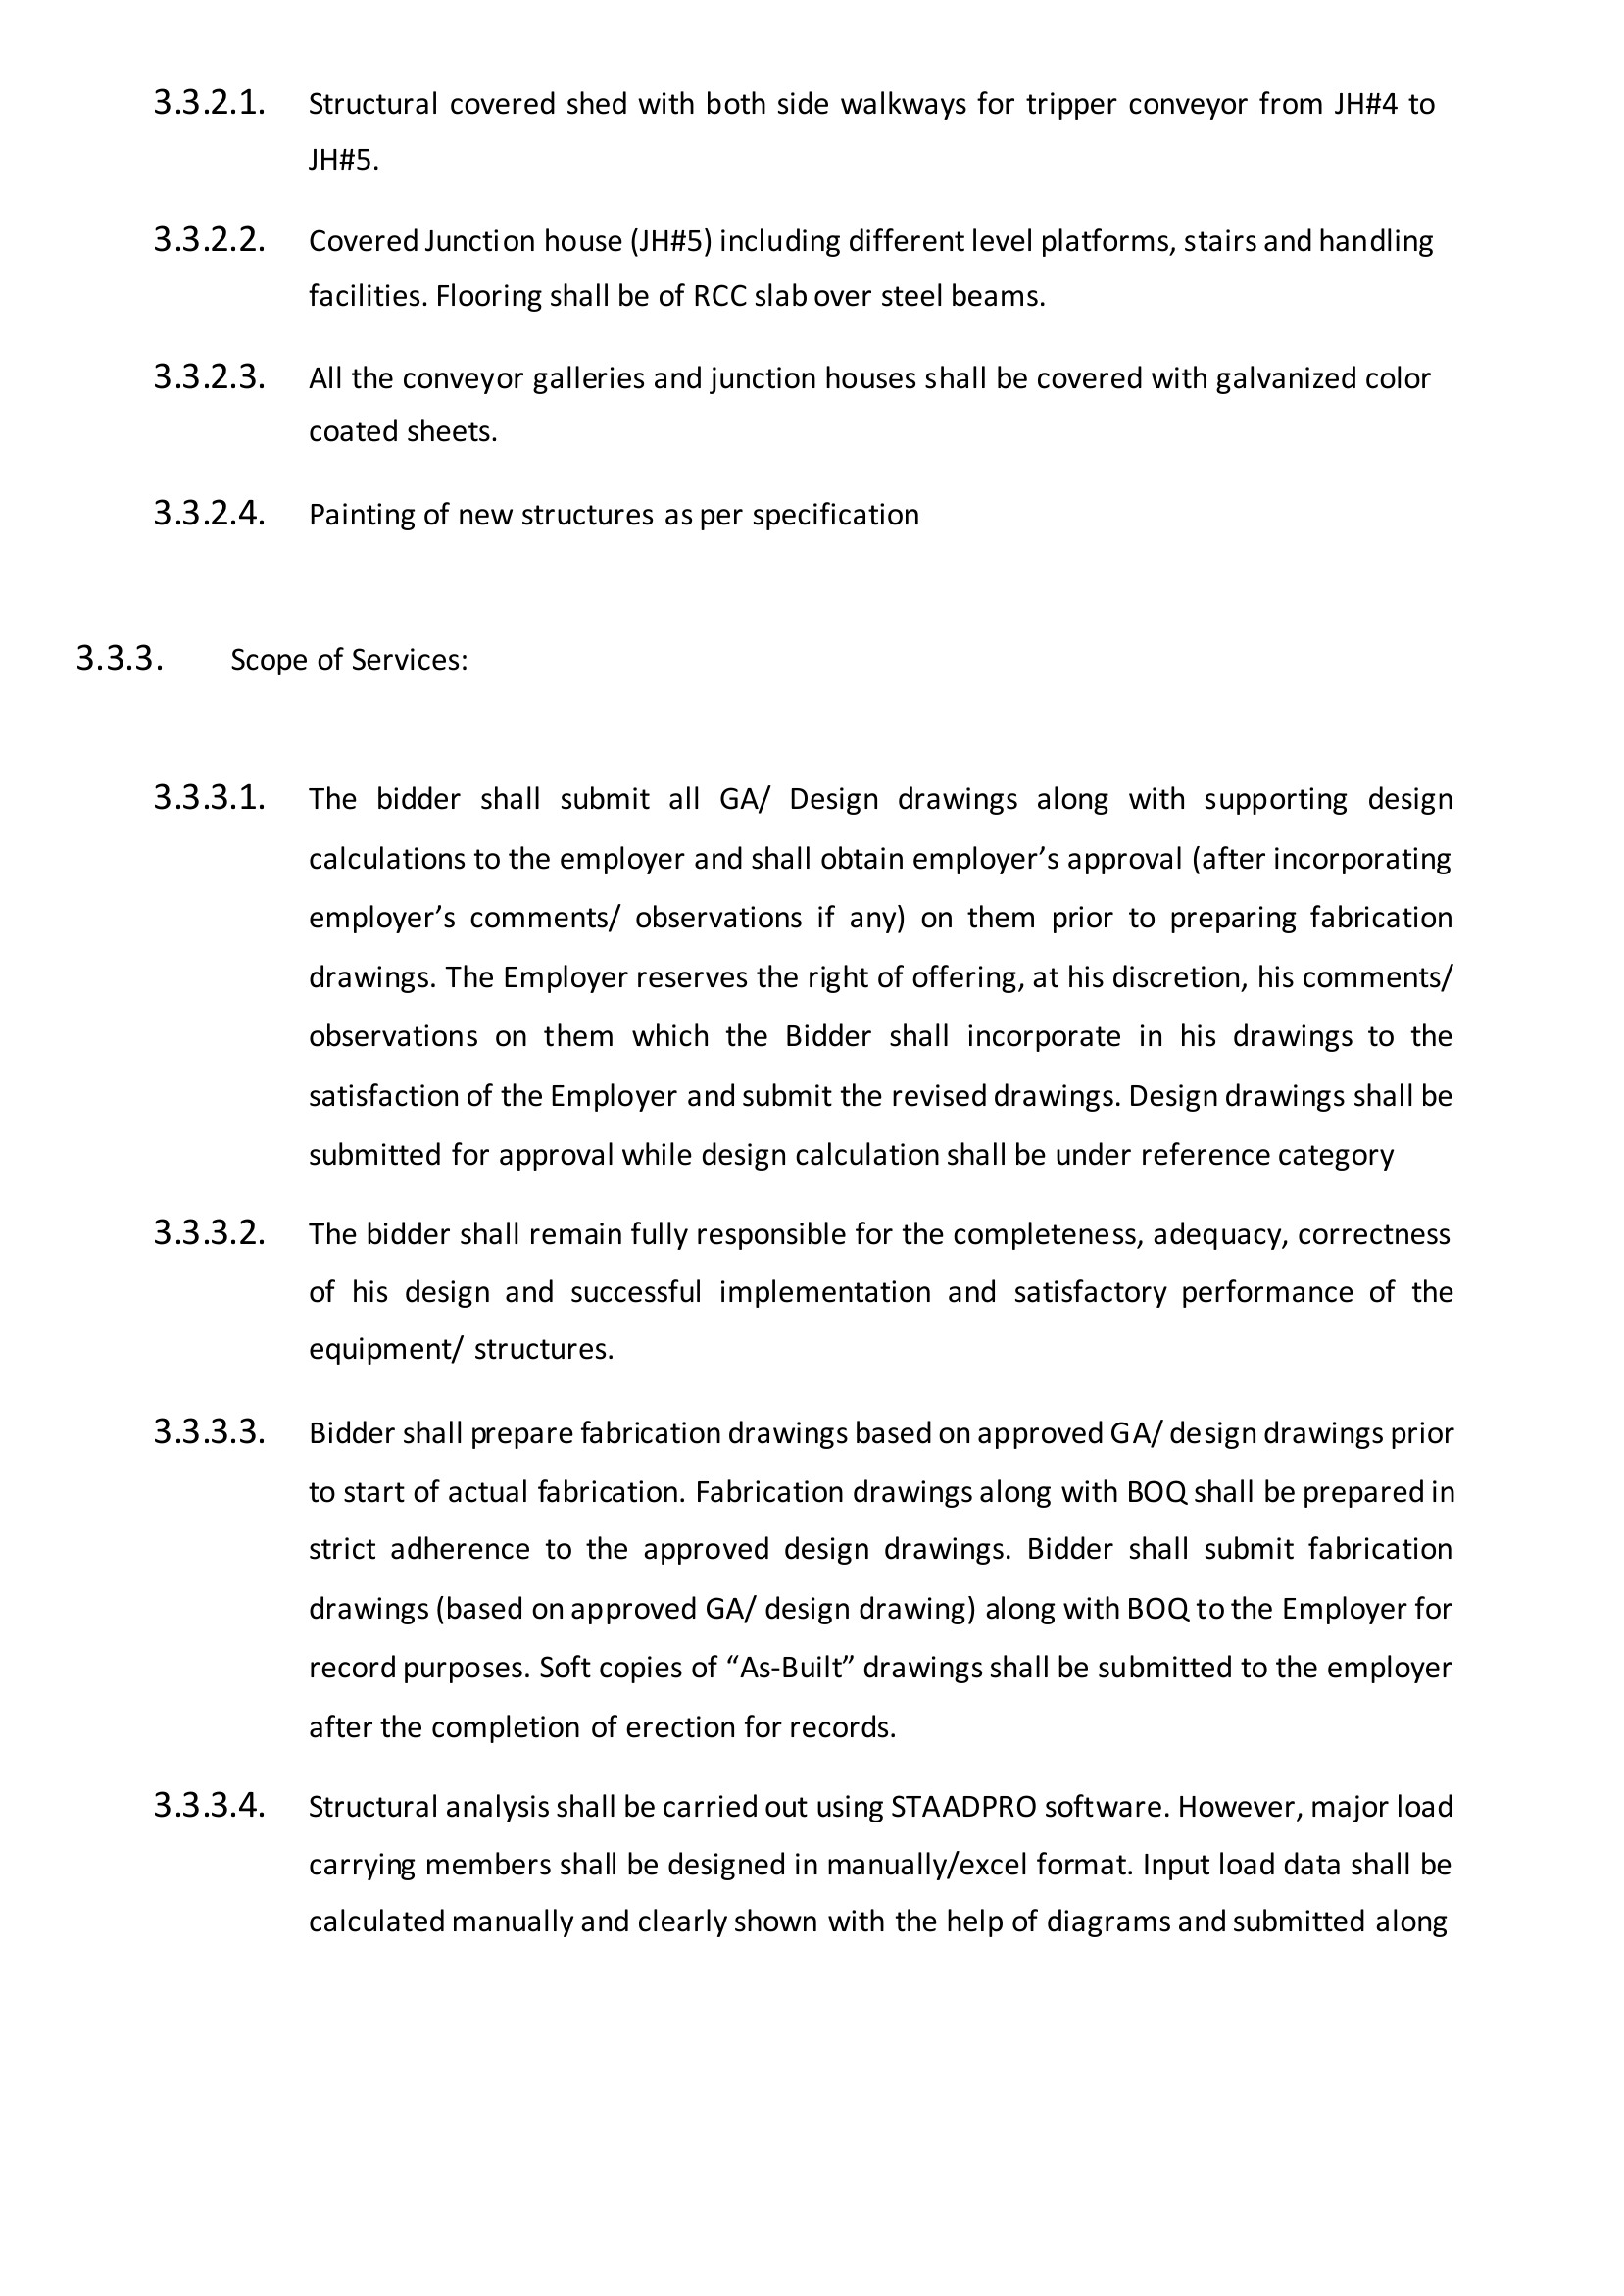 3.3.2.1. Structural covered shed with both side walkways for tripper conveyor from JH#4 to
JH#5.
3.3.2.2. Covered Junction house (JH#5) including different level platforms, stairs and handling
facilities. Flooring shall be of RCC slab over steel beams.
3.3.2.3. All the conveyor galleries and junction houses shall be covered with galvanized color
coated sheets.
3.3.2.4. Painting of new structures as per specification
3.3.3. Scope of Services:
3.3.3.1. The bidder shall submit all GA/ Design drawings along with supporting design
calculations to the employer and shall obtain employer’s approval (after incorporating
employer’s comments/ observations if any) on them prior to preparing fabrication
drawings. The Employer reserves the right of offering, at his discretion, his comments/
observations on them which the Bidder shall incorporate in his drawings to the
satisfaction of the Employer and submit the revised drawings. Design drawings shall be
submitted for approval while design calculation shall be under reference category
3.3.3.2. The bidder shall remain fully responsible for the completeness, adequacy, correctness
of his design and successful implementation and satisfactory performance of the
equipment/ structures.
3.3.3.3. Bidder shall prepare fabrication drawings based on approved GA/ design drawings prior
to start of actual fabrication. Fabrication drawings along with BOQ shall be prepared in
strict adherence to the approved design drawings. Bidder shall submit fabrication
drawings (based on approved GA/ design drawing) along with BOQ to the Employer for
record purposes. Soft copies of “As-Built” drawings shall be submitted to the employer
after the completion of erection for records.
3.3.3.4. Structural analysis shall be carried out using STAADPRO software. However, major load
carrying members shall be designed in manually/excel format. Input load data shall be
calculated manually and clearly shown with the help of diagrams and submitted along